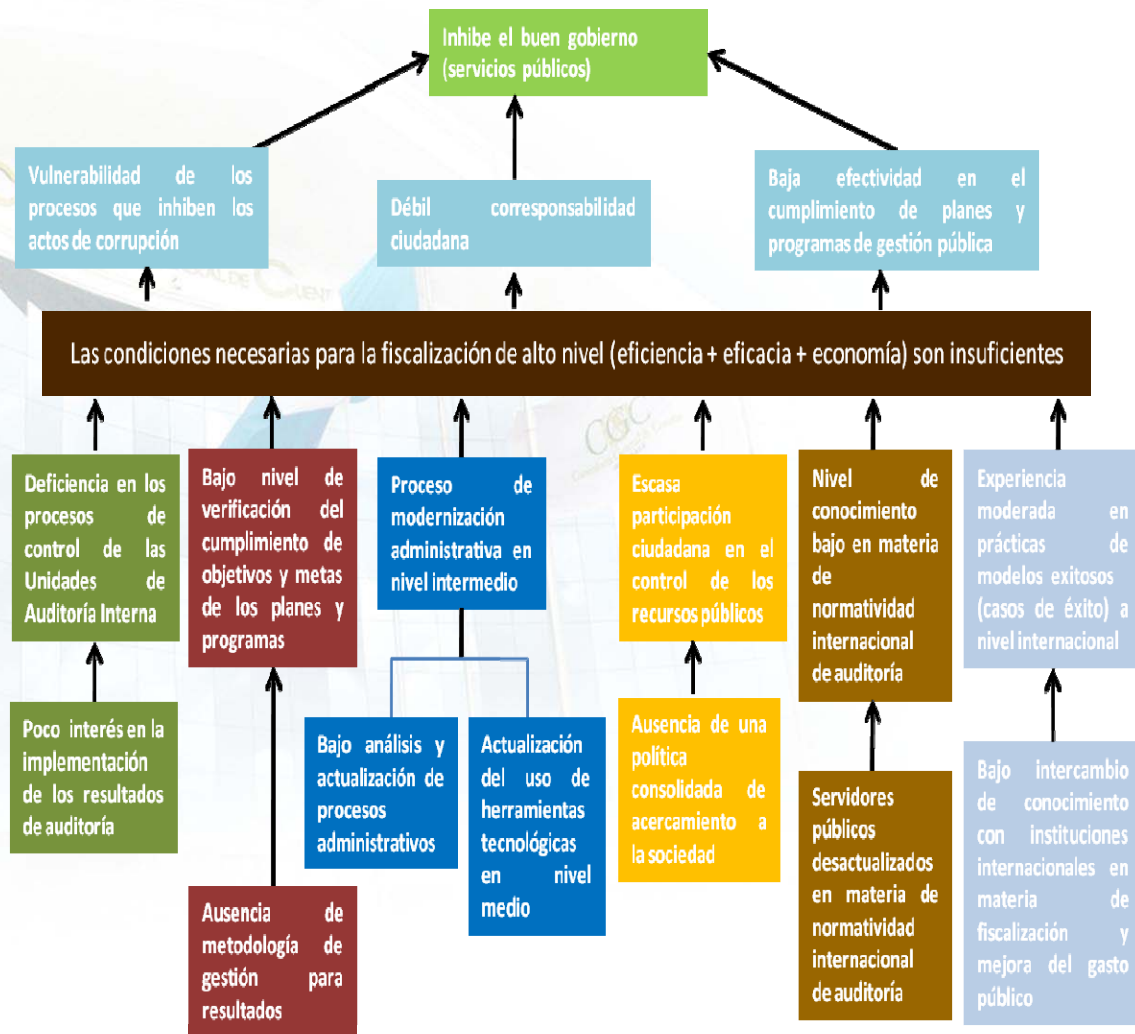 Inhibe el buen gobierno
(servicios públicos)
Vulnerabilidad de los
procesos que inhiben los
actos de corrupción
Débil corresponsabilidad
ciudadana
Baja efectividad en el
cumplimiento de planes y
programas de gestión pública
Las condiciones necesarias para la fiscalización de alto nivel (eficiencia + eficacia + economía) son insuficientes
Deficiencia en los
procesos de
control de las
Unidades de
Auditoría Interna
Bajo nivel de
verificación del
cumplimiento de
objetivos y metas
de los planes y
programas
Proceso de
modernización
administrativa en
nivel intermedio
Escasa
participación
ciudadana en el
control de los
recursos públicos
Nivel de
conocimiento
bajo en materia
de
normatividad
internacional
de auditoría
Experiencia
moderada en
prácticas de
modelos exitosos
(casos de éxito) a
nivel internacional
Poco interés en la
implementación
de los resultados
de auditoría
Ausencia de
metodología de
gestión para
resultados
Bajo análisis y
actualización de
procesos
administrativos
Actualización
del uso de
herramientas
tecnológicas
en nivel
medio
Ausencia de una
política
consolidada de
acercamiento a
la sociedad
Servidores
públicos
desactualizados
en materia de
normatividad
internacional
de auditoría
Bajo intercambio
de conocimiento
con instituciones
internacionales en
materia de
fiscalización y
mejora del gasto
público
CGC